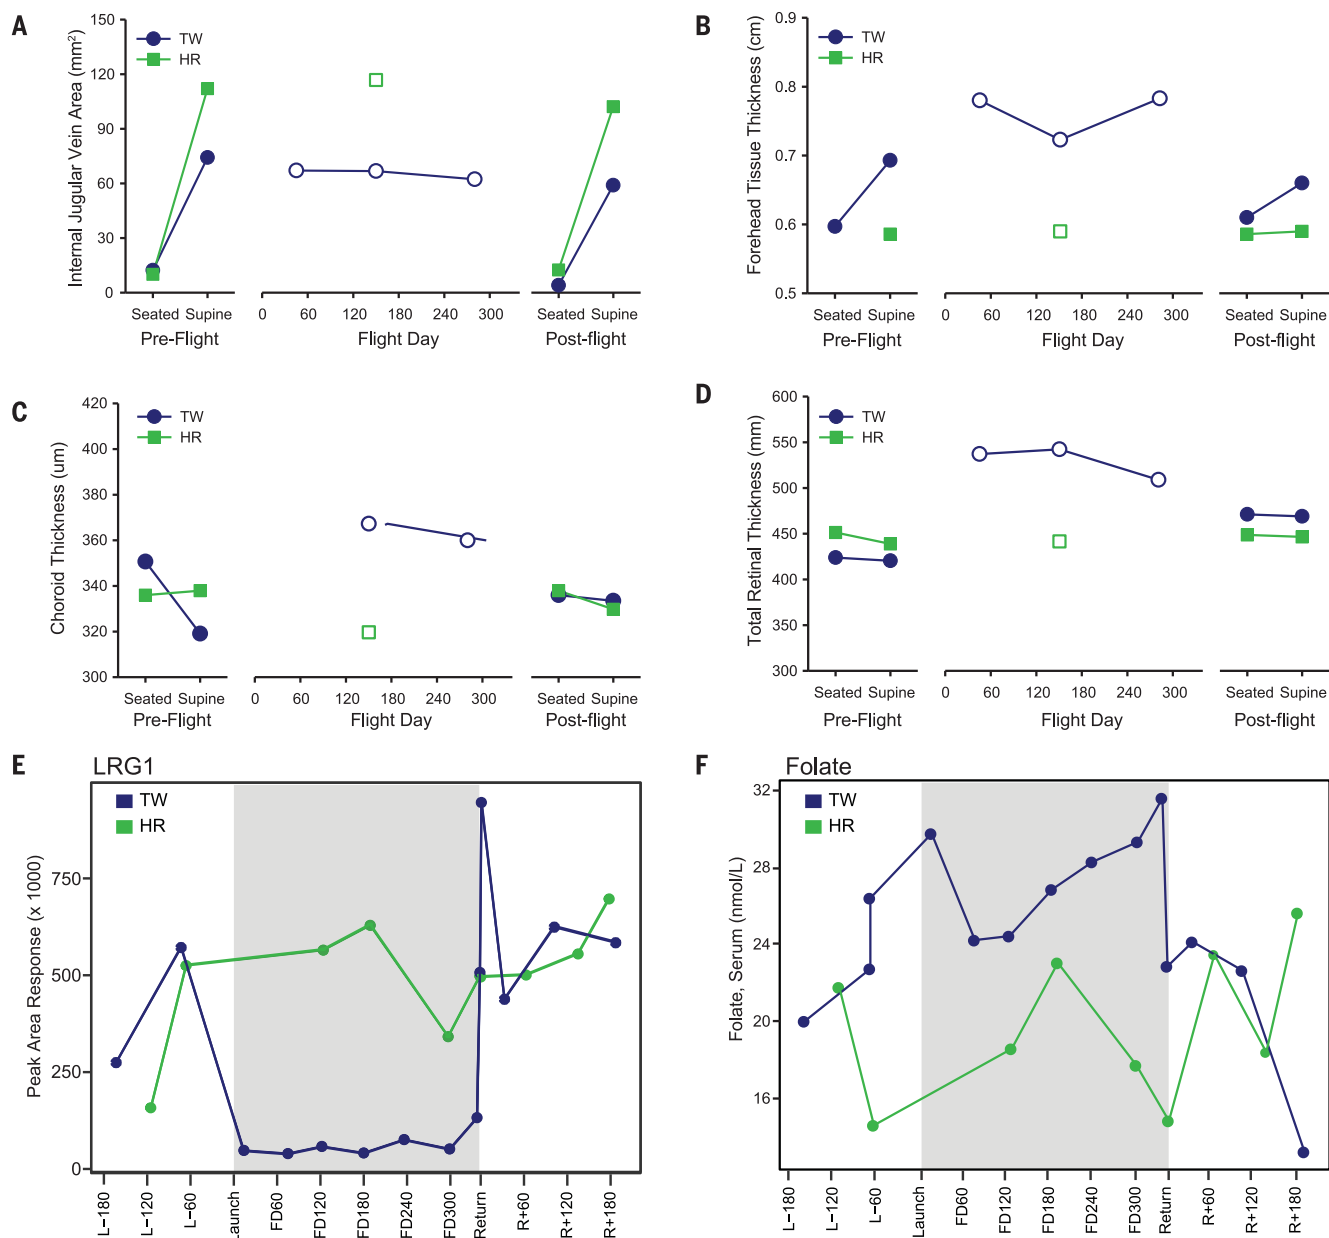 A
TW
HR
Internal Jugular Vein Area (mm²)
150
120
90
60
30
0
Seated Supine
0 60 120 180 240 300
Seated Supine
Pre-Flight
Flight Day
Post-flight
B
TW
HR
Forehead Tissue Thickness (cm)
0.9
0.8
0.7
0.6
0.5
Seated Supine
0 60 120 180 240 300
Seated Supine
Pre-Flight
Flight Day
Post-flight
C
TW
HR
Choroid Thickness (um)
420
400
380
360
340
320
300
Seated Supine
0 60 120 180 240 300
Seated Supine
Pre-Flight
Flight Day
Post-flight
D
TW
HR
Total Retinal Thickness (mm)
600
550
500
450
400
350
300
Seated Supine
0 60 120 180 240 300
Seated Supine
Pre-Flight
Flight Day
Post-flight
E
LRG1
TW
HR
Peak Area Response (x 1000)
750
500
250
0
L-180
L-120
L-60
Launch
FD60
FD120
FD180
FD240
FD300
Return
R+60
R+120
R+180
F
Folate
TW
HR
Folate, Serum (nmol/L)
32
28
24
20
16
L-180
L-120
L-60
Launch
FD60
FD120
FD180
FD240
FD300
Return
R+60
R+120
R+180